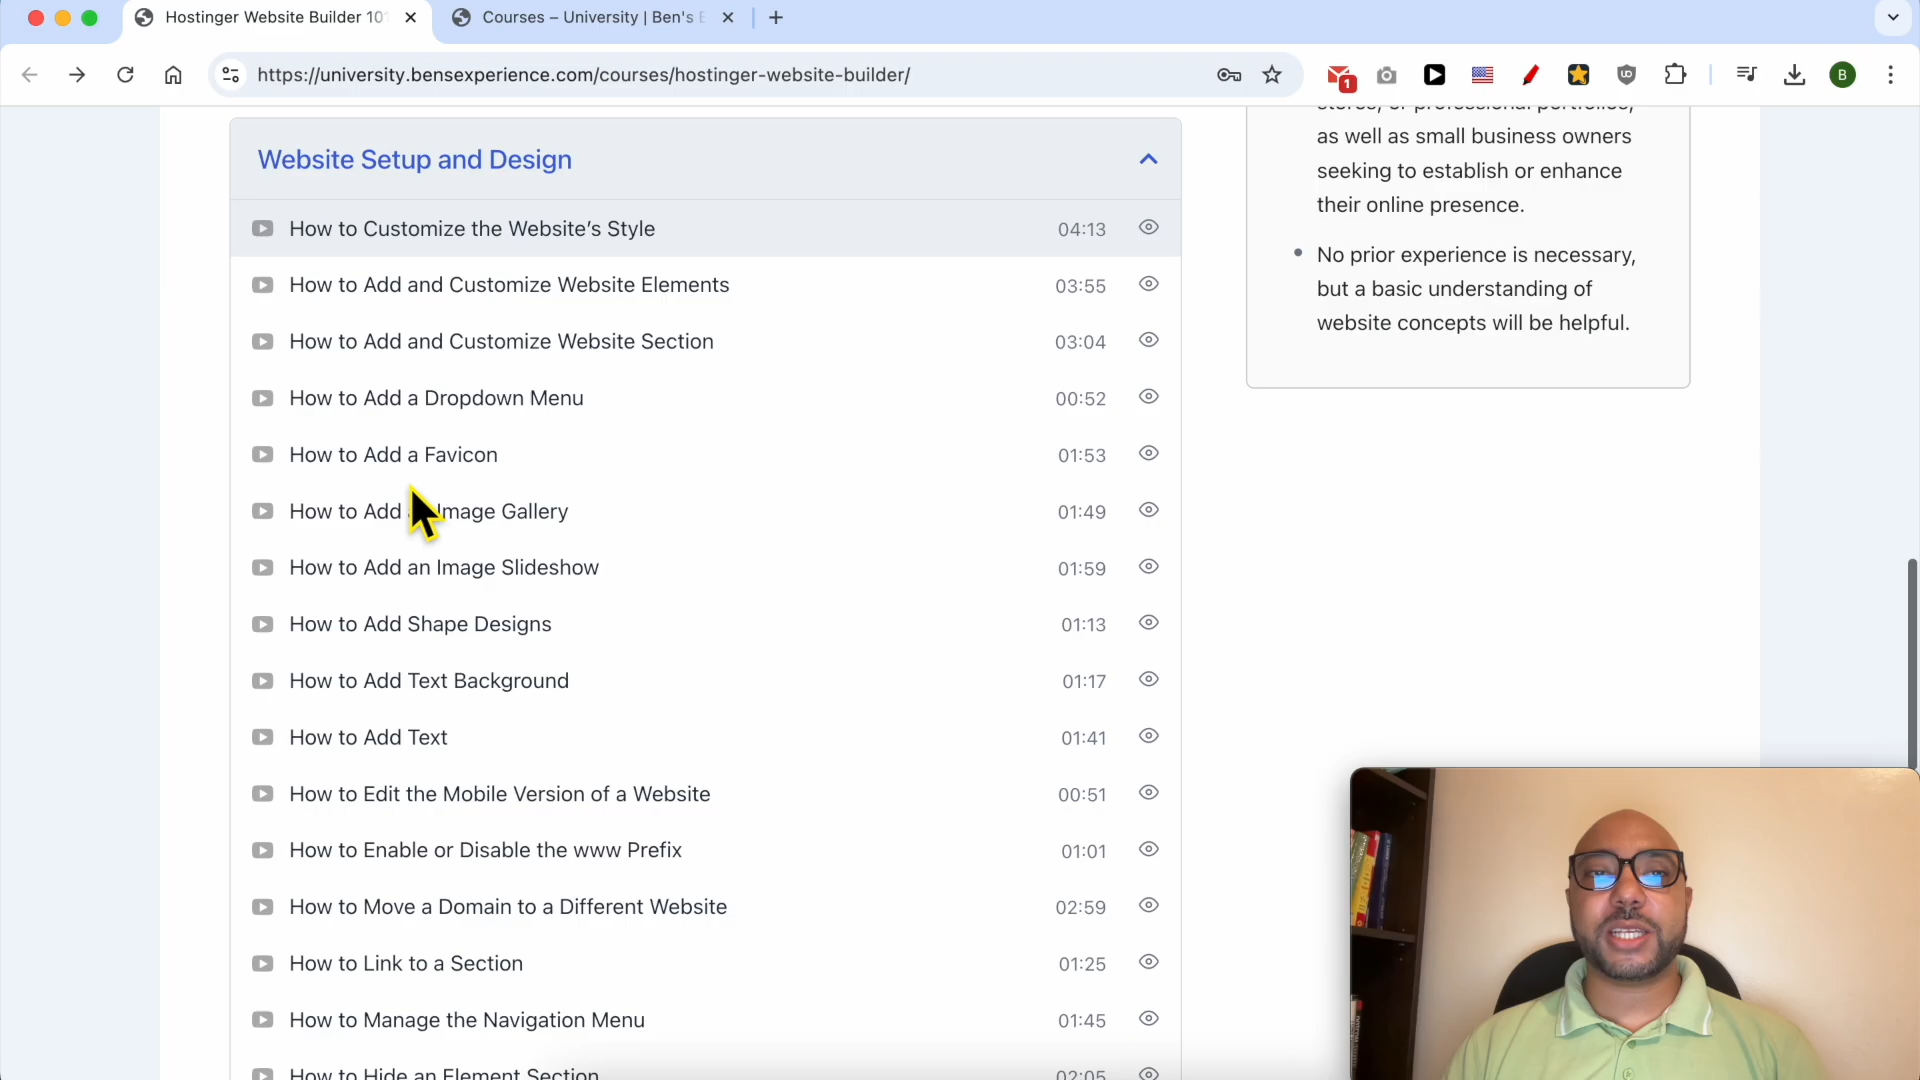 Hostinger Website Builder 10
Courses – University | Ben's E
https://university.bensexperience.com/courses/hostinger-website-builder/
1
B
Website Setup and Design
How to Customize the Website's Style 04:13
How to Add and Customize Website Elements 03:55
How to Add and Customize Website Section 03:04
How to Add a Dropdown Menu 00:52
How to Add a Favicon 01:53
How to Add Image Gallery 01:49
How to Add an Image Slideshow 01:59
How to Add Shape Designs 01:13
How to Add Text Background 01:17
How to Add Text 01:41
How to Edit the Mobile Version of a Website 00:51
How to Enable or Disable the www Prefix 01:01
How to Move a Domain to a Different Website 02:59
How to Link to a Section 01:25
How to Manage the Navigation Menu 01:45
How to Hide an Element Section 02:05
stores, or professional portfolios,
as well as small business owners
seeking to establish or enhance
their online presence.
No prior experience is necessary,
but a basic understanding of
website concepts will be helpful.